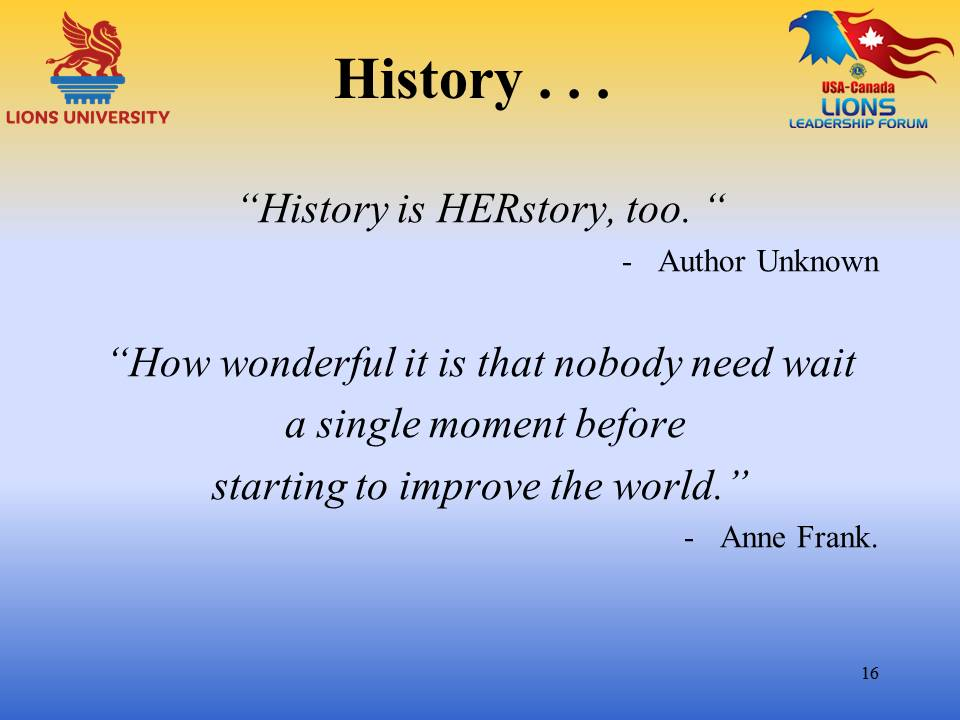 LIONS UNIVERSITY
History . . .
USA-Canada
LIONS
LEADERSHIP FORUM
“History is HERstory, too. “
- Author Unknown
“How wonderful it is that nobody need wait
a single moment before
starting to improve the world.”
- Anne Frank.
16